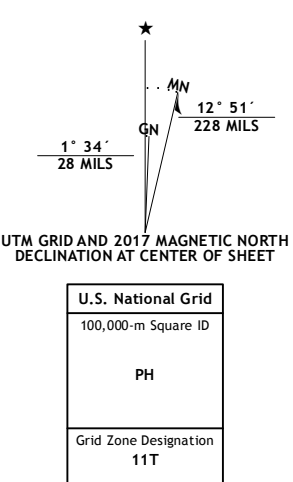 ★
MN
12° 51´
228 MILS
GN
1° 34´
28 MILS
UTM GRID AND 2017 MAGNETIC NORTH
DECLINATION AT CENTER OF SHEET
U.S. National Grid
100,000-m Square ID
PH
Grid Zone Designation
11T